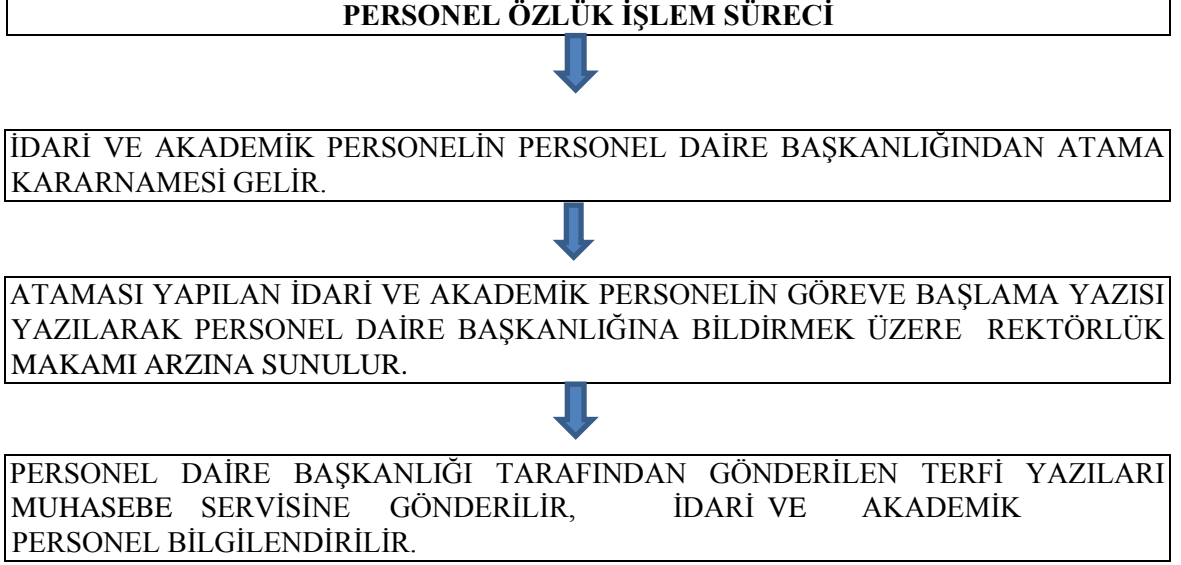 PERSONEL ÖZLÜK İŞLEM SÜRECİ
İDARİ VE AKADEMİK PERSONELİN PERSONEL DAİRE BAŞKANLIĞINDAN ATAMA
KARARNAMESİ GELİR.
ATAMASI YAPILAN İDARİ VE AKADEMİK PERSONELİN GÖREVE BAŞLAMA YAZISI
YAZILARAK PERSONEL DAİRE BAŞKANLIĞINA BİLDİRMEK ÜZERE REKTÖRLÜK
MAKAMI ARZINA SUNULUR.
PERSONEL DAİRE BAŞKANLIĞI TARAFINDAN GÖNDERİLEN TERFİ YAZILARI
MUHASEBE SERVİSİNE GÖNDERİLİR, İDARİ VE AKADEMİK
PERSONEL BİLGİLENDİRİLİR.